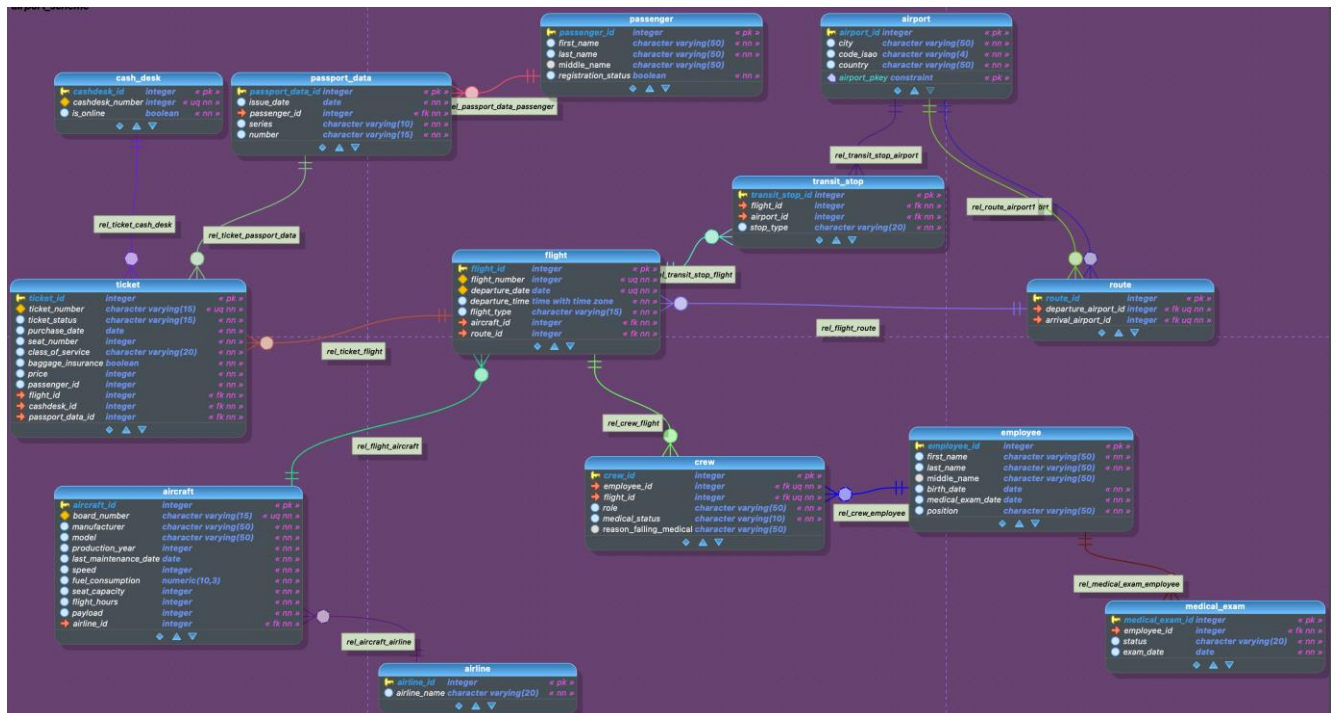 airport_scheme
passenger
passenger_id integer « pk »
first_name character varying(50) « nn »
last_name character varying(50) « nn »
middle_name character varying(50)
registration_status boolean « nn »
airport
airport_id integer « pk »
city character varying(50) « nn »
code_isao character varying(4) « nn »
country character varying(50) « nn »
airport_pkey constraint « pk »
cash_desk
cashdesk_id integer « pk »
cashdesk_number integer « uq nn »
is_online boolean « nn »
passport_data
passport_data_id integer « pk »
issue_date date « nn »
passenger_id integer « fk nn »
series character varying(10) « nn »
number character varying(15) « nn »
rel_passport_data_passenger
rel_transit_stop_airport
transit_stop
transit_stop_id integer « pk »
flight_id integer « fk nn »
airport_id integer « fk nn »
stop_type character varying(20) « nn »
rel_route_airport1
rel_ticket_cash_desk
rel_ticket_passport_data
flight
flight_id integer « pk »
flight_number integer « uq nn »
departure_date date « uq nn »
departure_time time with time zone « nn »
flight_type character varying(15) « nn »
aircraft_id integer « fk nn »
route_id integer « fk nn »
rel_transit_stop_flight
route
route_id integer « pk »
departure_airport_id integer « fk uq nn »
arrival_airport_id integer « fk uq nn »
rel_flight_route
ticket
ticket_id integer « pk »
ticket_number character varying(15) « uq nn »
ticket_status character varying(15) « nn »
purchase_date date « nn »
seat_number integer « nn »
class_of_service character varying(20) « nn »
baggage_insurance boolean « nn »
price integer « nn »
passenger_id integer « nn »
flight_id integer « fk nn »
cashdesk_id integer « fk nn »
passport_data_id integer « fk nn »
rel_ticket_flight
rel_crew_flight
rel_flight_aircraft
employee
employee_id integer « pk »
first_name character varying(50) « nn »
last_name character varying(50) « nn »
middle_name character varying(50)
birth_date date « nn »
medical_exam_date date « nn »
position character varying(50) « nn »
crew
crew_id integer « pk »
employee_id integer « fk uq nn »
flight_id integer « fk uq nn »
role character varying(50) « nn »
medical_status character varying(10) « nn »
reason_falling_medical character varying(50)
rel_crew_employee
aircraft
aircraft_id integer « pk »
board_number character varying(15) « uq nn »
manufacturer character varying(50) « nn »
model character varying(50) « nn »
production_year integer « nn »
last_maintenance_date date « nn »
speed integer « nn »
fuel_consumption numeric(10,3) « nn »
seat_capacity integer « nn »
flight_hours integer « nn »
payload integer « nn »
airline_id integer « fk nn »
rel_medical_exam_employee
medical_exam
medical_exam_id integer « pk »
employee_id integer « fk nn »
status character varying(20) « nn »
exam_date date « nn »
rel_aircraft_airline
airline
airline_id integer « pk »
airline_name character varying(20) « nn »